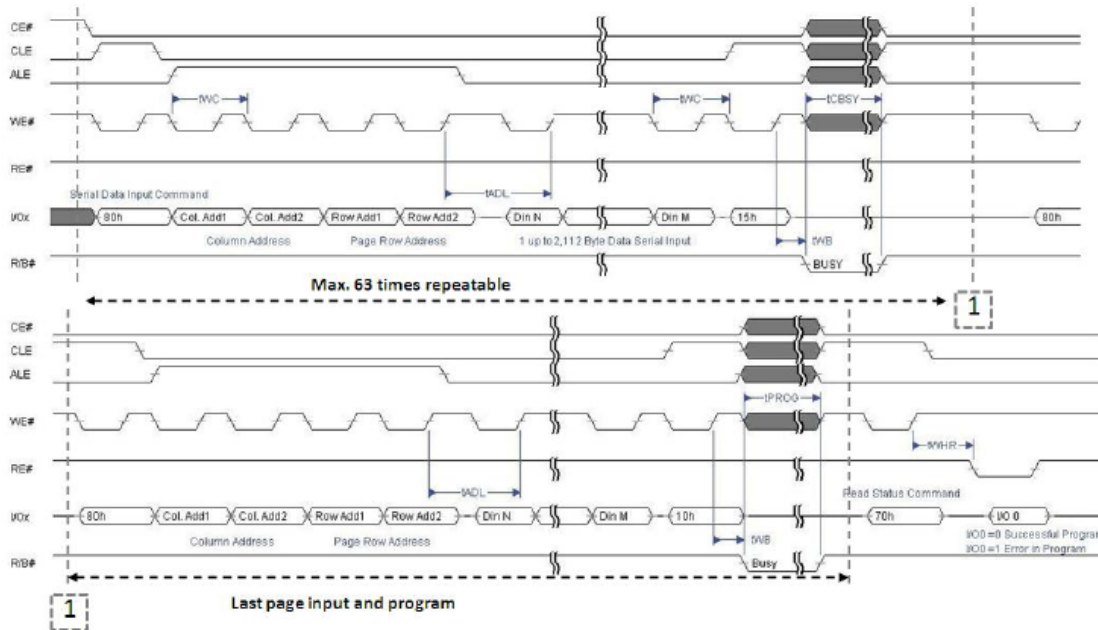 CE#
CLE
ALE
tWC
tWC
tCBSY
WE#
RE#
tADL
Serial Data Input Command
I/Ox
80h
Col. Add1
Col. Add2
Row Add1
Row Add2
Din N
Din M
15h
80h
Column Address
Page Row Address
1 up to 2,112 Byte Data Serial Input
tWB
R/B#
BUSY
Max. 63 times repeatable
1
CE#
CLE
ALE
tPROG
WE#
tWHR
RE#
tADL
Read Status Command
I/Ox
80h
Col. Add1
Col. Add2
Row Add1
Row Add2
Din N
Din M
10h
70h
I/O 0
Column Address
Page Row Address
tWB
I/O0=0 Successful Program
I/O0=1 Error in Program
R/B#
Busy
Last page input and program
1